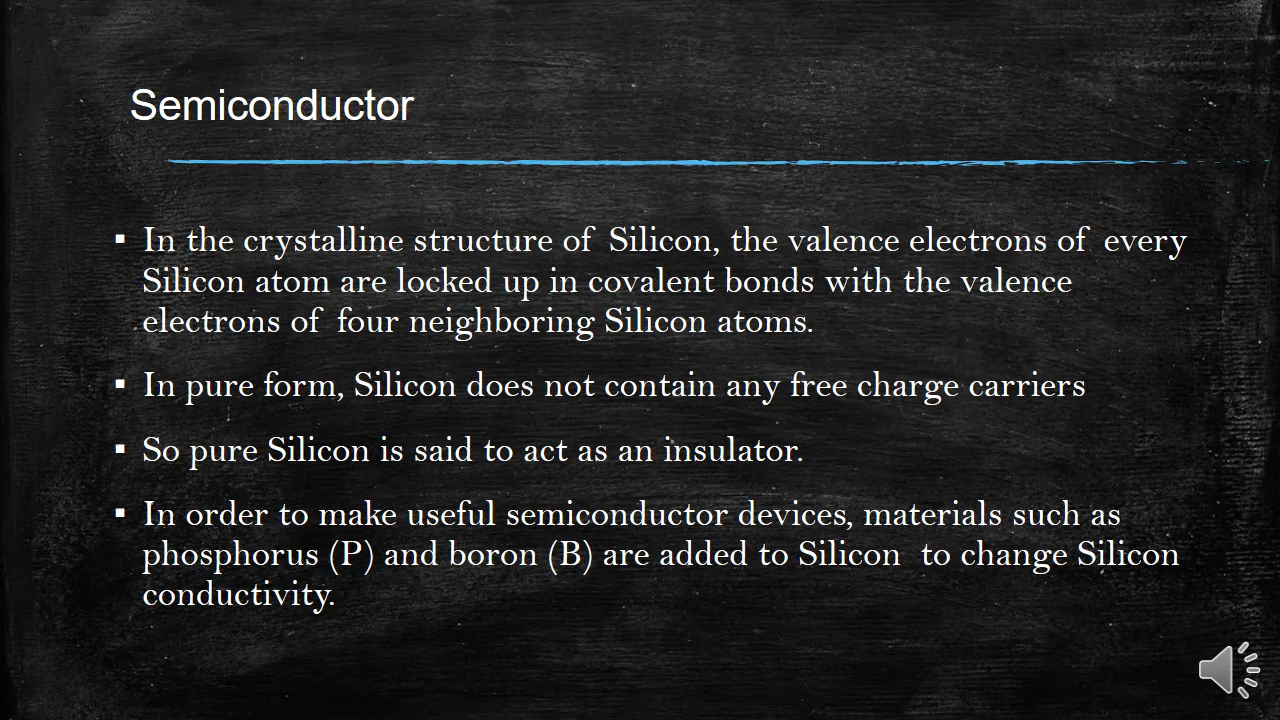 Semiconductor
▪ In the crystalline structure of Silicon, the valence electrons of every
Silicon atom are locked up in covalent bonds with the valence
electrons of four neighboring Silicon atoms.
▪ In pure form, Silicon does not contain any free charge carriers
▪ So pure Silicon is said to act as an insulator.
▪ In order to make useful semiconductor devices, materials such as
phosphorus (P) and boron (B) are added to Silicon to change Silicon
conductivity.